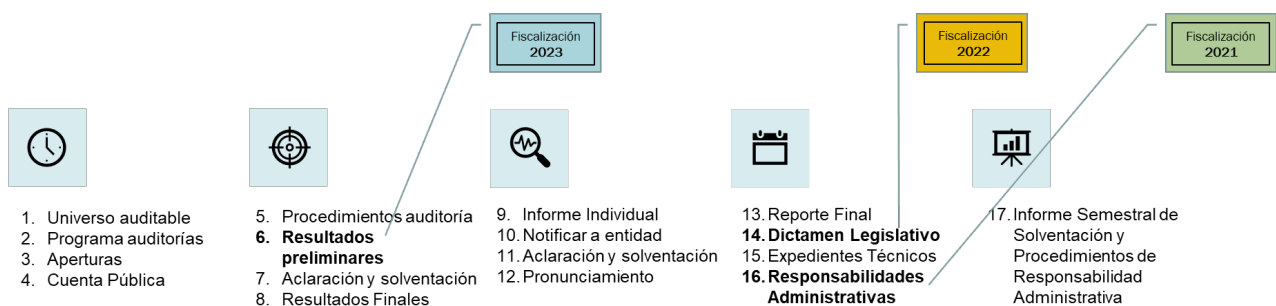 Fiscalización
2023
Fiscalización
2022
Fiscalización
2021
1. Universo auditable
2. Programa auditorías
3. Aperturas
4. Cuenta Pública
5. Procedimientos auditoría
6. Resultados
preliminares
7. Aclaración y solventación
8. Resultados Finales
9. Informe Individual
10. Notificar a entidad
11. Aclaración y solventación
12. Pronunciamiento
13. Reporte Final
14. Dictamen Legislativo
15. Expedientes Técnicos
16. Responsabilidades
Administrativas
17. Informe Semestral de
Solventación y
Procedimientos de
Responsabilidad
Administrativa